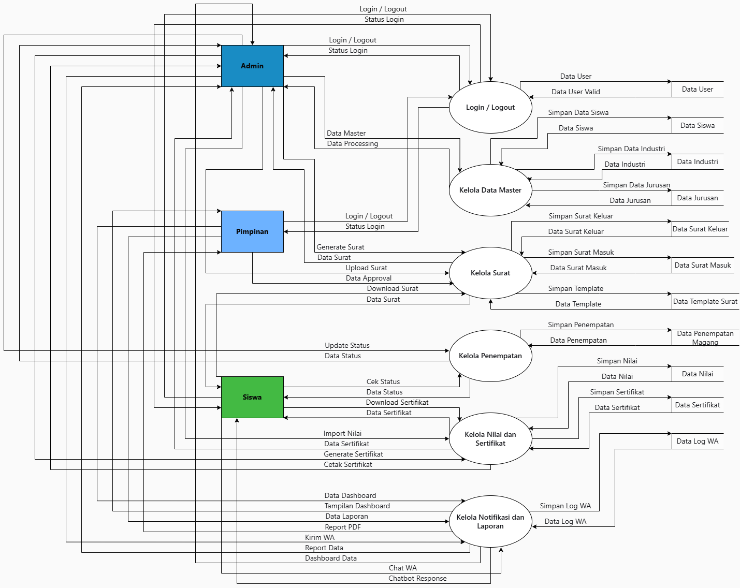 Login / Logout
Status Login
Login / Logout
Status Login
Admin
Data User
Data User Valid
Data User
Login / Logout
Simpan Data Siswa
Data Siswa
Data Siswa
Data Master
Data Processing
Simpan Data Industri
Data Industri
Data Industri
Kelola Data Master
Simpan Data Jurusan
Data Jurusan
Data Jurusan
Login / Logout
Status Login
Pimpinan
Simpan Surat Keluar
Data Surat Keluar
Data Surat Keluar
Generate Surat
Data Surat
Upload Surat
Data Approval
Download Surat
Data Surat
Kelola Surat
Simpan Surat Masuk
Data Surat Masuk
Data Surat Masuk
Simpan Template
Data Template
Data Template Surat
Simpan Penempatan
Data Penempatan
Data Penempatan
Magang
Update Status
Data Status
Kelola Penempatan
Simpan Nilai
Data Nilai
Data Nilai
Cek Status
Data Status
Download Sertifikat
Data Sertifikat
Siswa
Simpan Sertifikat
Data Sertifikat
Data Sertifikat
Import Nilai
Data Sertifikat
Generate Sertifikat
Cetak Sertifikat
Kelola Nilai dan
Sertifikat
Data Log WA
Data Dashboard
Tampilan Dashboard
Data Laporan
Report PDF
Kirim WA
Report Data
Dashboard Data
Kelola Notifikasi dan
Laporan
Simpan Log WA
Data Log WA
Chat WA
Chatbot Response